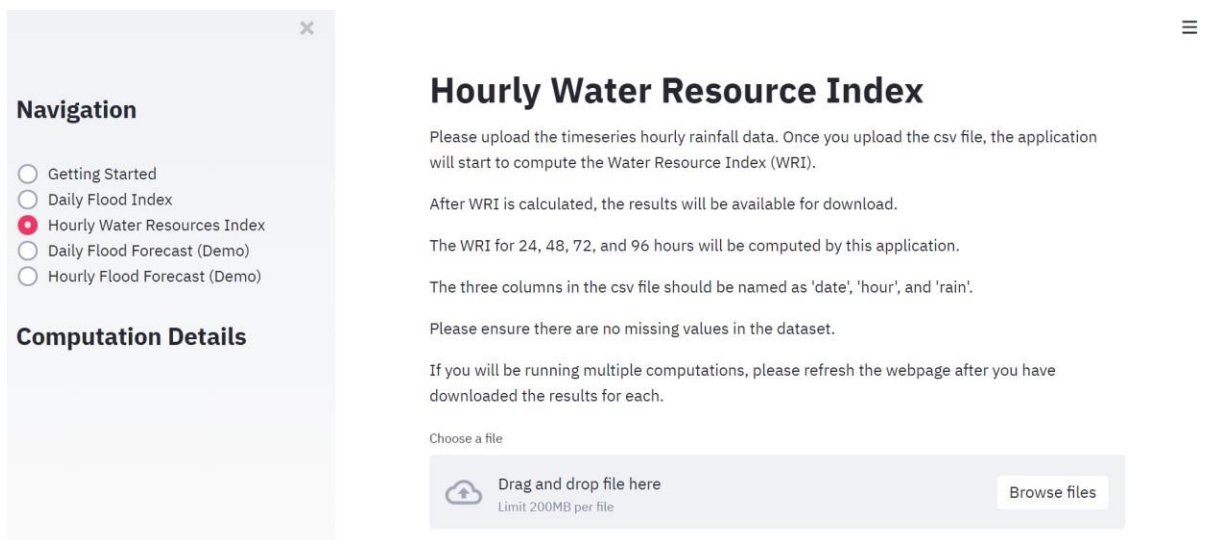 Navigation
Getting Started
Daily Flood Index
Hourly Water Resources Index
Daily Flood Forecast (Demo)
Hourly Flood Forecast (Demo)
Computation Details
Hourly Water Resource Index
Please upload the timeseries hourly rainfall data. Once you upload the csv file, the application
will start to compute the Water Resource Index (WRI).
After WRI is calculated, the results will be available for download.
The WRI for 24, 48, 72, and 96 hours will be computed by this application.
The three columns in the csv file should be named as 'date', 'hour', and 'rain'.
Please ensure there are no missing values in the dataset.
If you will be running multiple computations, please refresh the webpage after you have
downloaded the results for each.
Choose a file
Drag and drop file here
Limit 200MB per file
Browse files